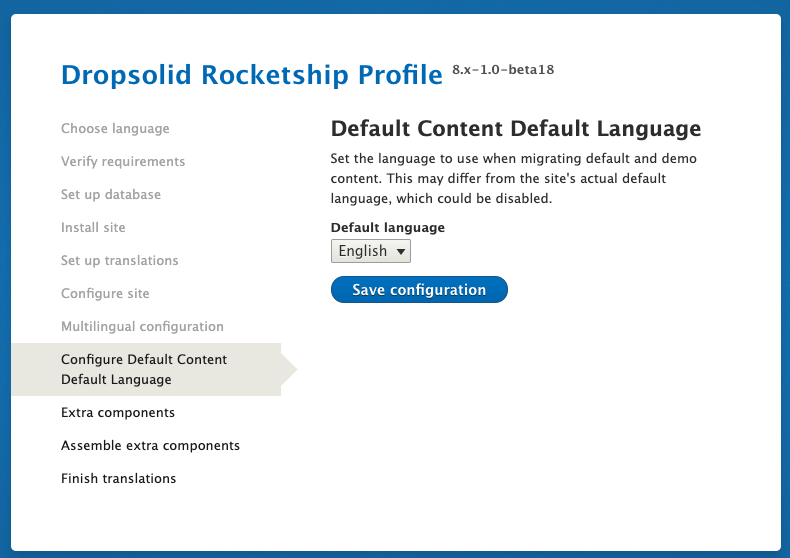 Dropsolid Rocketship Profile 8.x-1.0-beta18
Choose language
Verify requirements
Set up database
Install site
Set up translations
Configure site
Multilingual configuration
Configure Default Content
Default Language
Extra components
Assemble extra components
Finish translations
Default Content Default Language
Set the language to use when migrating default and demo
content. This may differ from the site's actual default
language, which could be disabled.
Default language
English
Save configuration